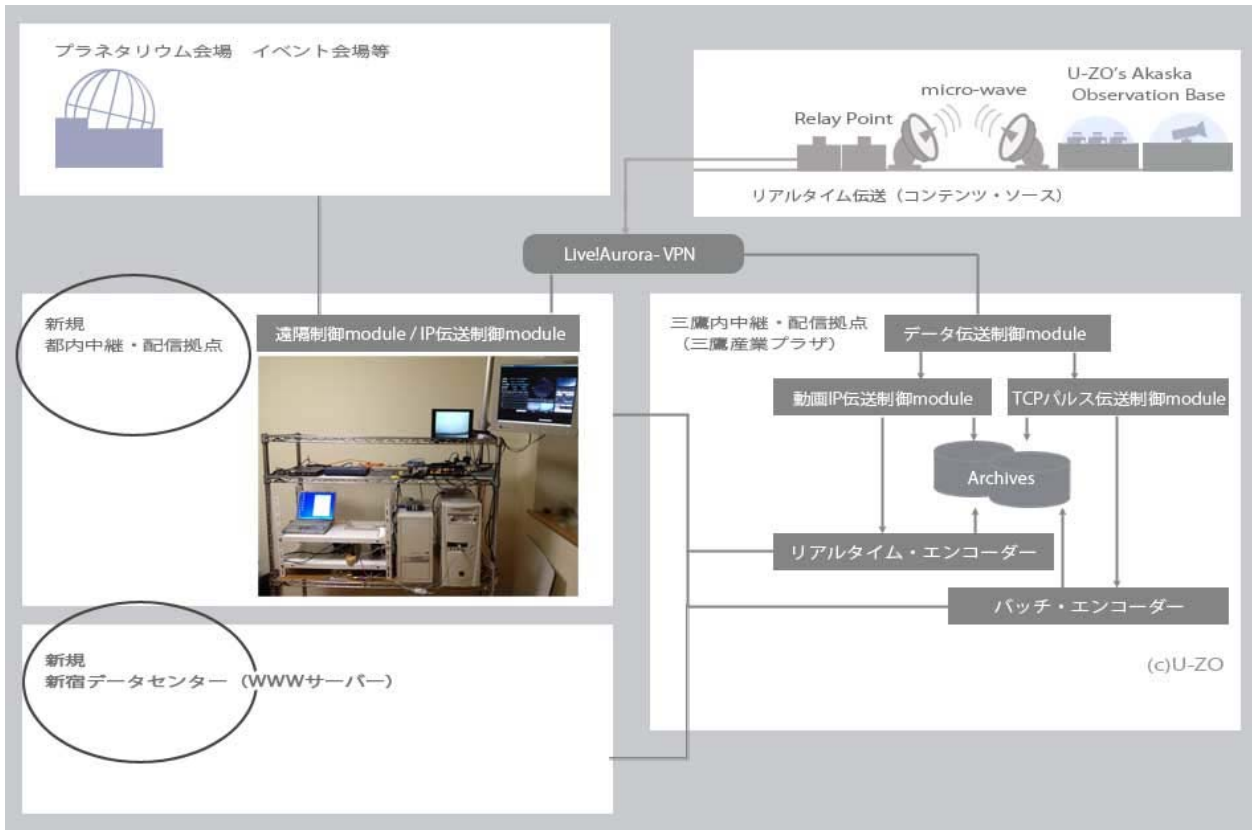 プラネタリウム会場　イベント会場等
U-ZO's Akaska
Observation Base
micro-wave
Relay Point
リアルタイム伝送（コンテンツ・ソース）
Live!Aurora- VPN
新規
都内中継・配信拠点
遠隔制御module / IP伝送制御module
三鷹内中継・配信拠点
（三鷹産業プラザ）
データ伝送制御module
動画IP伝送制御module
TCPパルス伝送制御module
Archives
リアルタイム・エンコーダー
バッチ・エンコーダー
新規
新宿データセンター（WWWサーバー）
(c)U-ZO